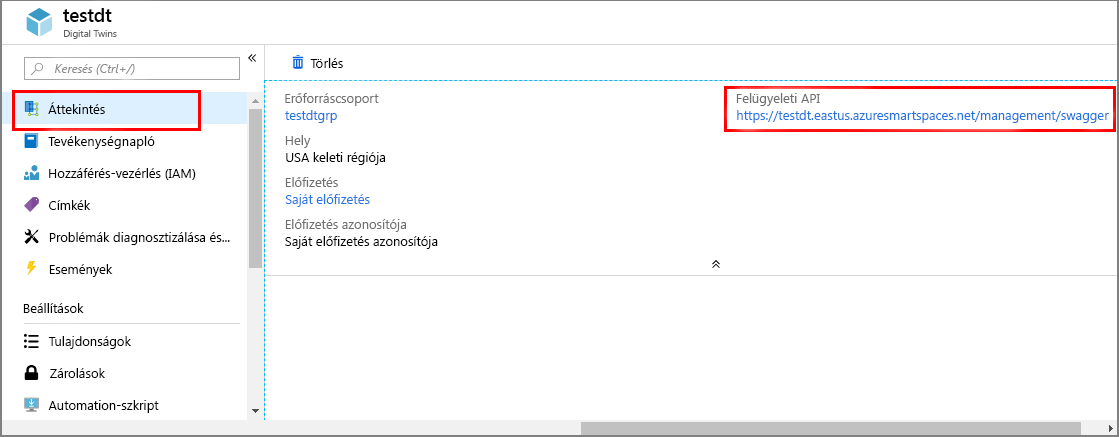 testdt
Digital Twins
Keresés (Ctrl+/)
Áttekintés
Tevékenységnapló
Hozzáférés-vezérlés (IAM)
Címkék
Problémák diagnosztizálása és...
Események
Beállítások
Tulajdonságok
Zárolások
Automation-szkript
Törlés
Erőforráscsoport
testdtgrp
Hely
USA keleti régiója
Előfizetés
Saját előfizetés
Előfizetés azonosítója
Saját előfizetés azonosítója
Felügyeleti API
https://testdt.eastus.azuresmartspaces.net/management/swagger